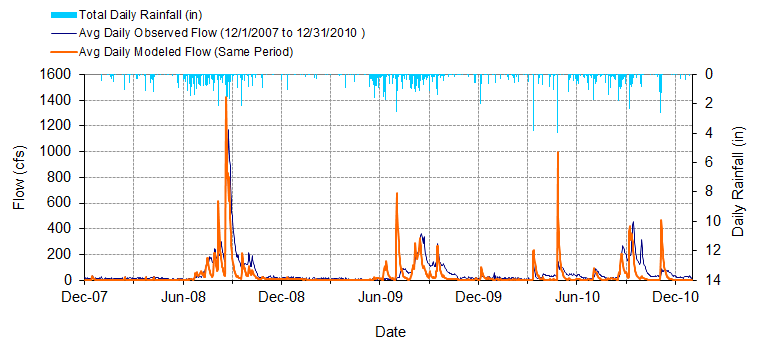 Total Daily Rainfall (in)
Avg Daily Observed Flow (12/1/2007 to 12/31/2010 )
Avg Daily Modeled Flow (Same Period)
1600
1400
1200
1000
800
600
400
200
0
Flow (cfs)
0
2
4
6
8
10
12
14
Daily Rainfall (in)
Dec-07
Jun-08
Dec-08
Jun-09
Dec-09
Jun-10
Dec-10
Date